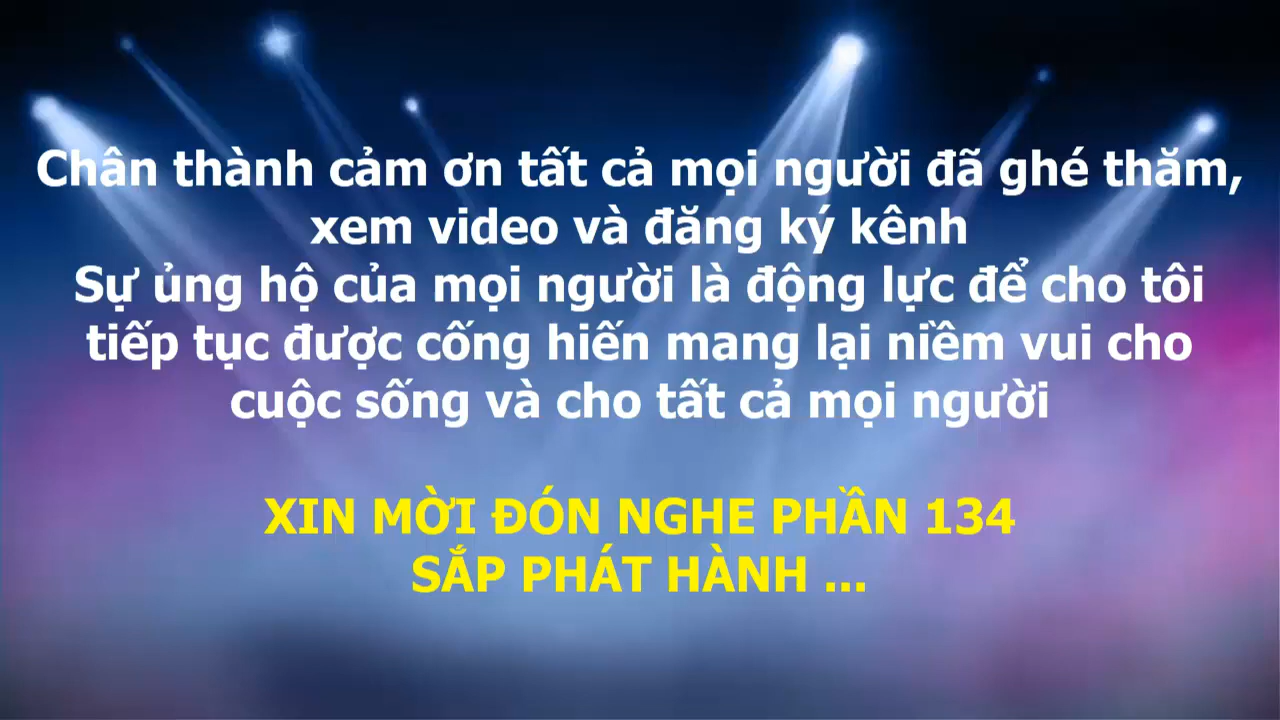 Chân thành cảm ơn tất cả mọi người đã ghé thăm,
xem video và đăng ký kênh
Sự ủng hộ của mọi người là động lực để cho tôi
tiếp tục được cống hiến mang lại niềm vui cho
cuộc sống và cho tất cả mọi người
XIN MỜI ĐÓN NGHE PHẦN 134
SẮP PHÁT HÀNH ...